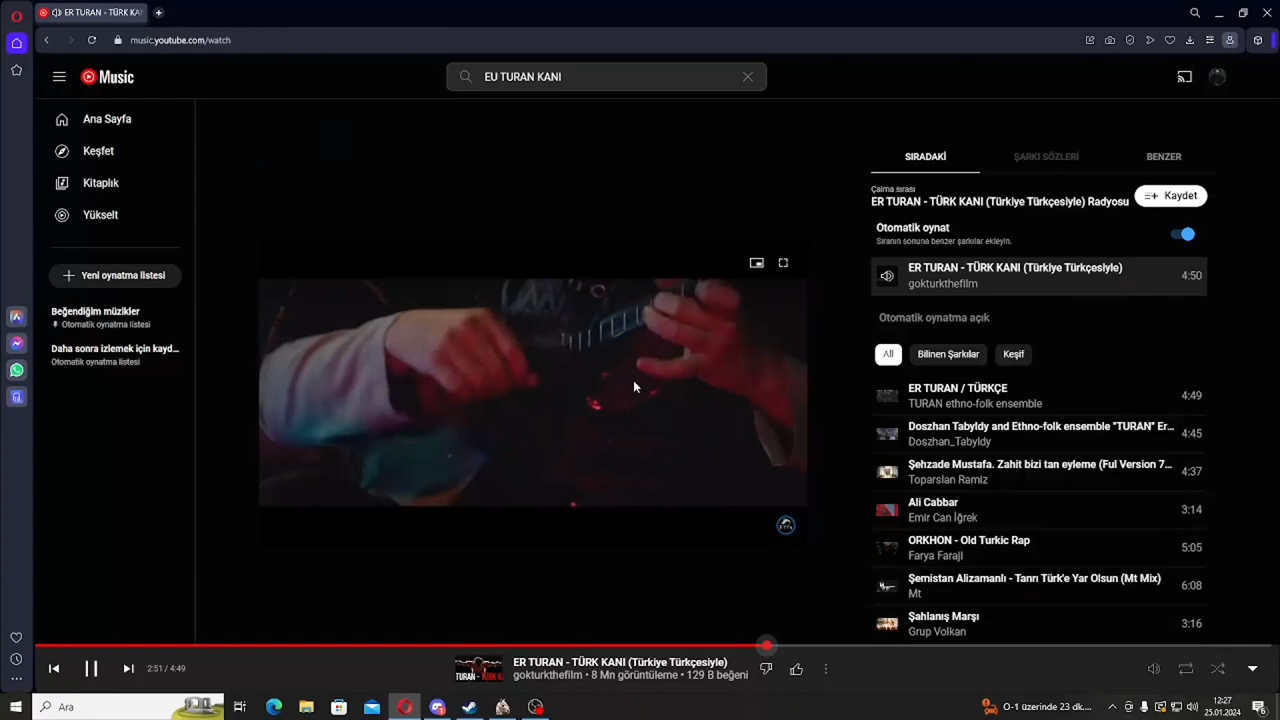 ER TURAN - TÜRK KAN
music.youtube.com/watch
Music
EU TURAN KANI
Ana Sayfa
Keşfet
Kitaplık
Yükselt
Yeni oynatma listesi
Beğendiğim müzikler
Otomatik oynatma listesi
Daha sonra izlemek için kayd...
Otomatik oynatma listesi
SIRADAKİ
ŞARKI SÖZLERİ
BENZER
Çalma sırası
ER TURAN - TÜRK KANI (Türkiye Türkçesiyle) Radyosu
Kaydet
Otomatik oynat
Sıranın sonuna benzer şarkılar ekleyin.
ER TURAN - TÜRK KANI (Türkiye Türkçesiyle)
gokturkthefilm
4:50
Otomatik oynatma açık
All
Bilinen Şarkılar
Keşif
ER TURAN / TÜRKÇE
TURAN ethno-folk ensemble
4:49
Doszhan Tabyldy and Ethno-folk ensemble "TURAN" Er...
Doszhan_Tabyldy
4:45
Şehzade Mustafa. Zahit bizi tan eyleme (Ful Version 7...
Toparslan Ramiz
4:37
Ali Cabbar
Emir Can İğrek
3:14
ORKHON - Old Turkic Rap
Farya Faraji
5:05
Şemistan Alizamanlı - Tanrı Türk'e Yar Olsun (Mt Mix)
Mt
6:08
Şahlanış Marşı
Grup Volkan
3:16
2:51 / 4:49
ER TURAN - TÜRK KANI (Türkiye Türkçesiyle)
gokturkthefilm • 8 Mn görüntüleme • 129 B beğeni
Ara
O-1 üzerinde 23 dk...
12:27
25.01.2024